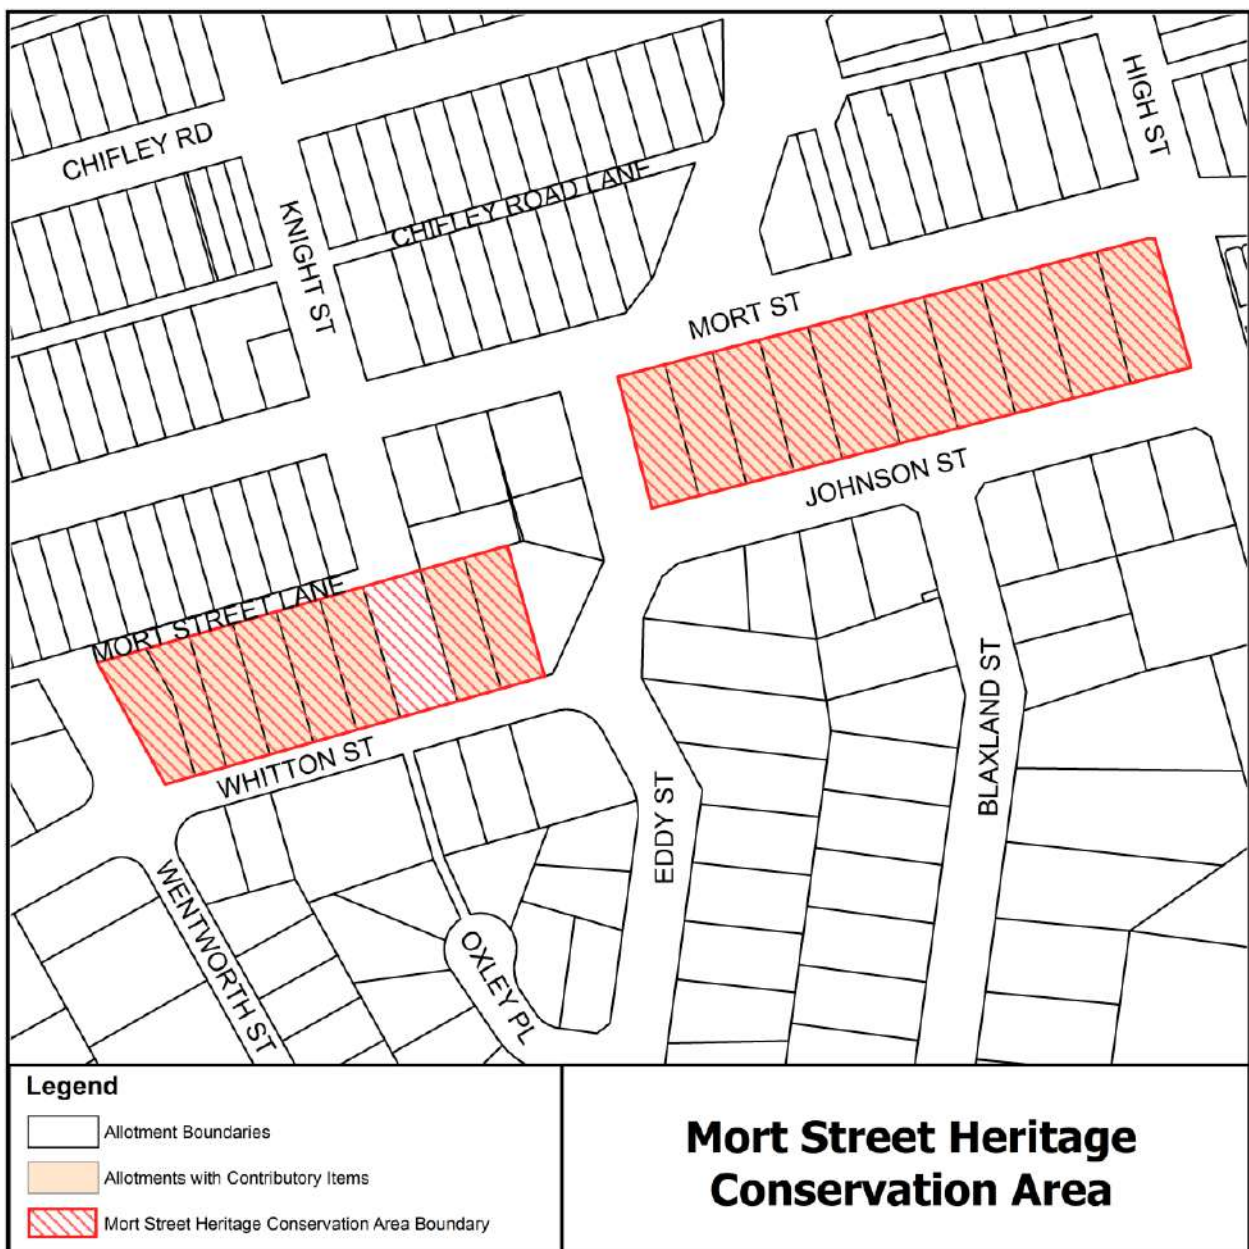 CHIFLEY RD
HIGH ST
KNIGHT ST
CHIFLEY ROAD LANE
MORT ST
JOHNSON ST
MORT STREET LANE
WHITTON ST
BLAXLAND ST
EDDY ST
WENTWORTH ST
OXLEY PL
Legend
Allotment Boundaries
Allotments with Contributory Items
Mort Street Heritage Conservation Area Boundary
Mort Street Heritage
Conservation Area